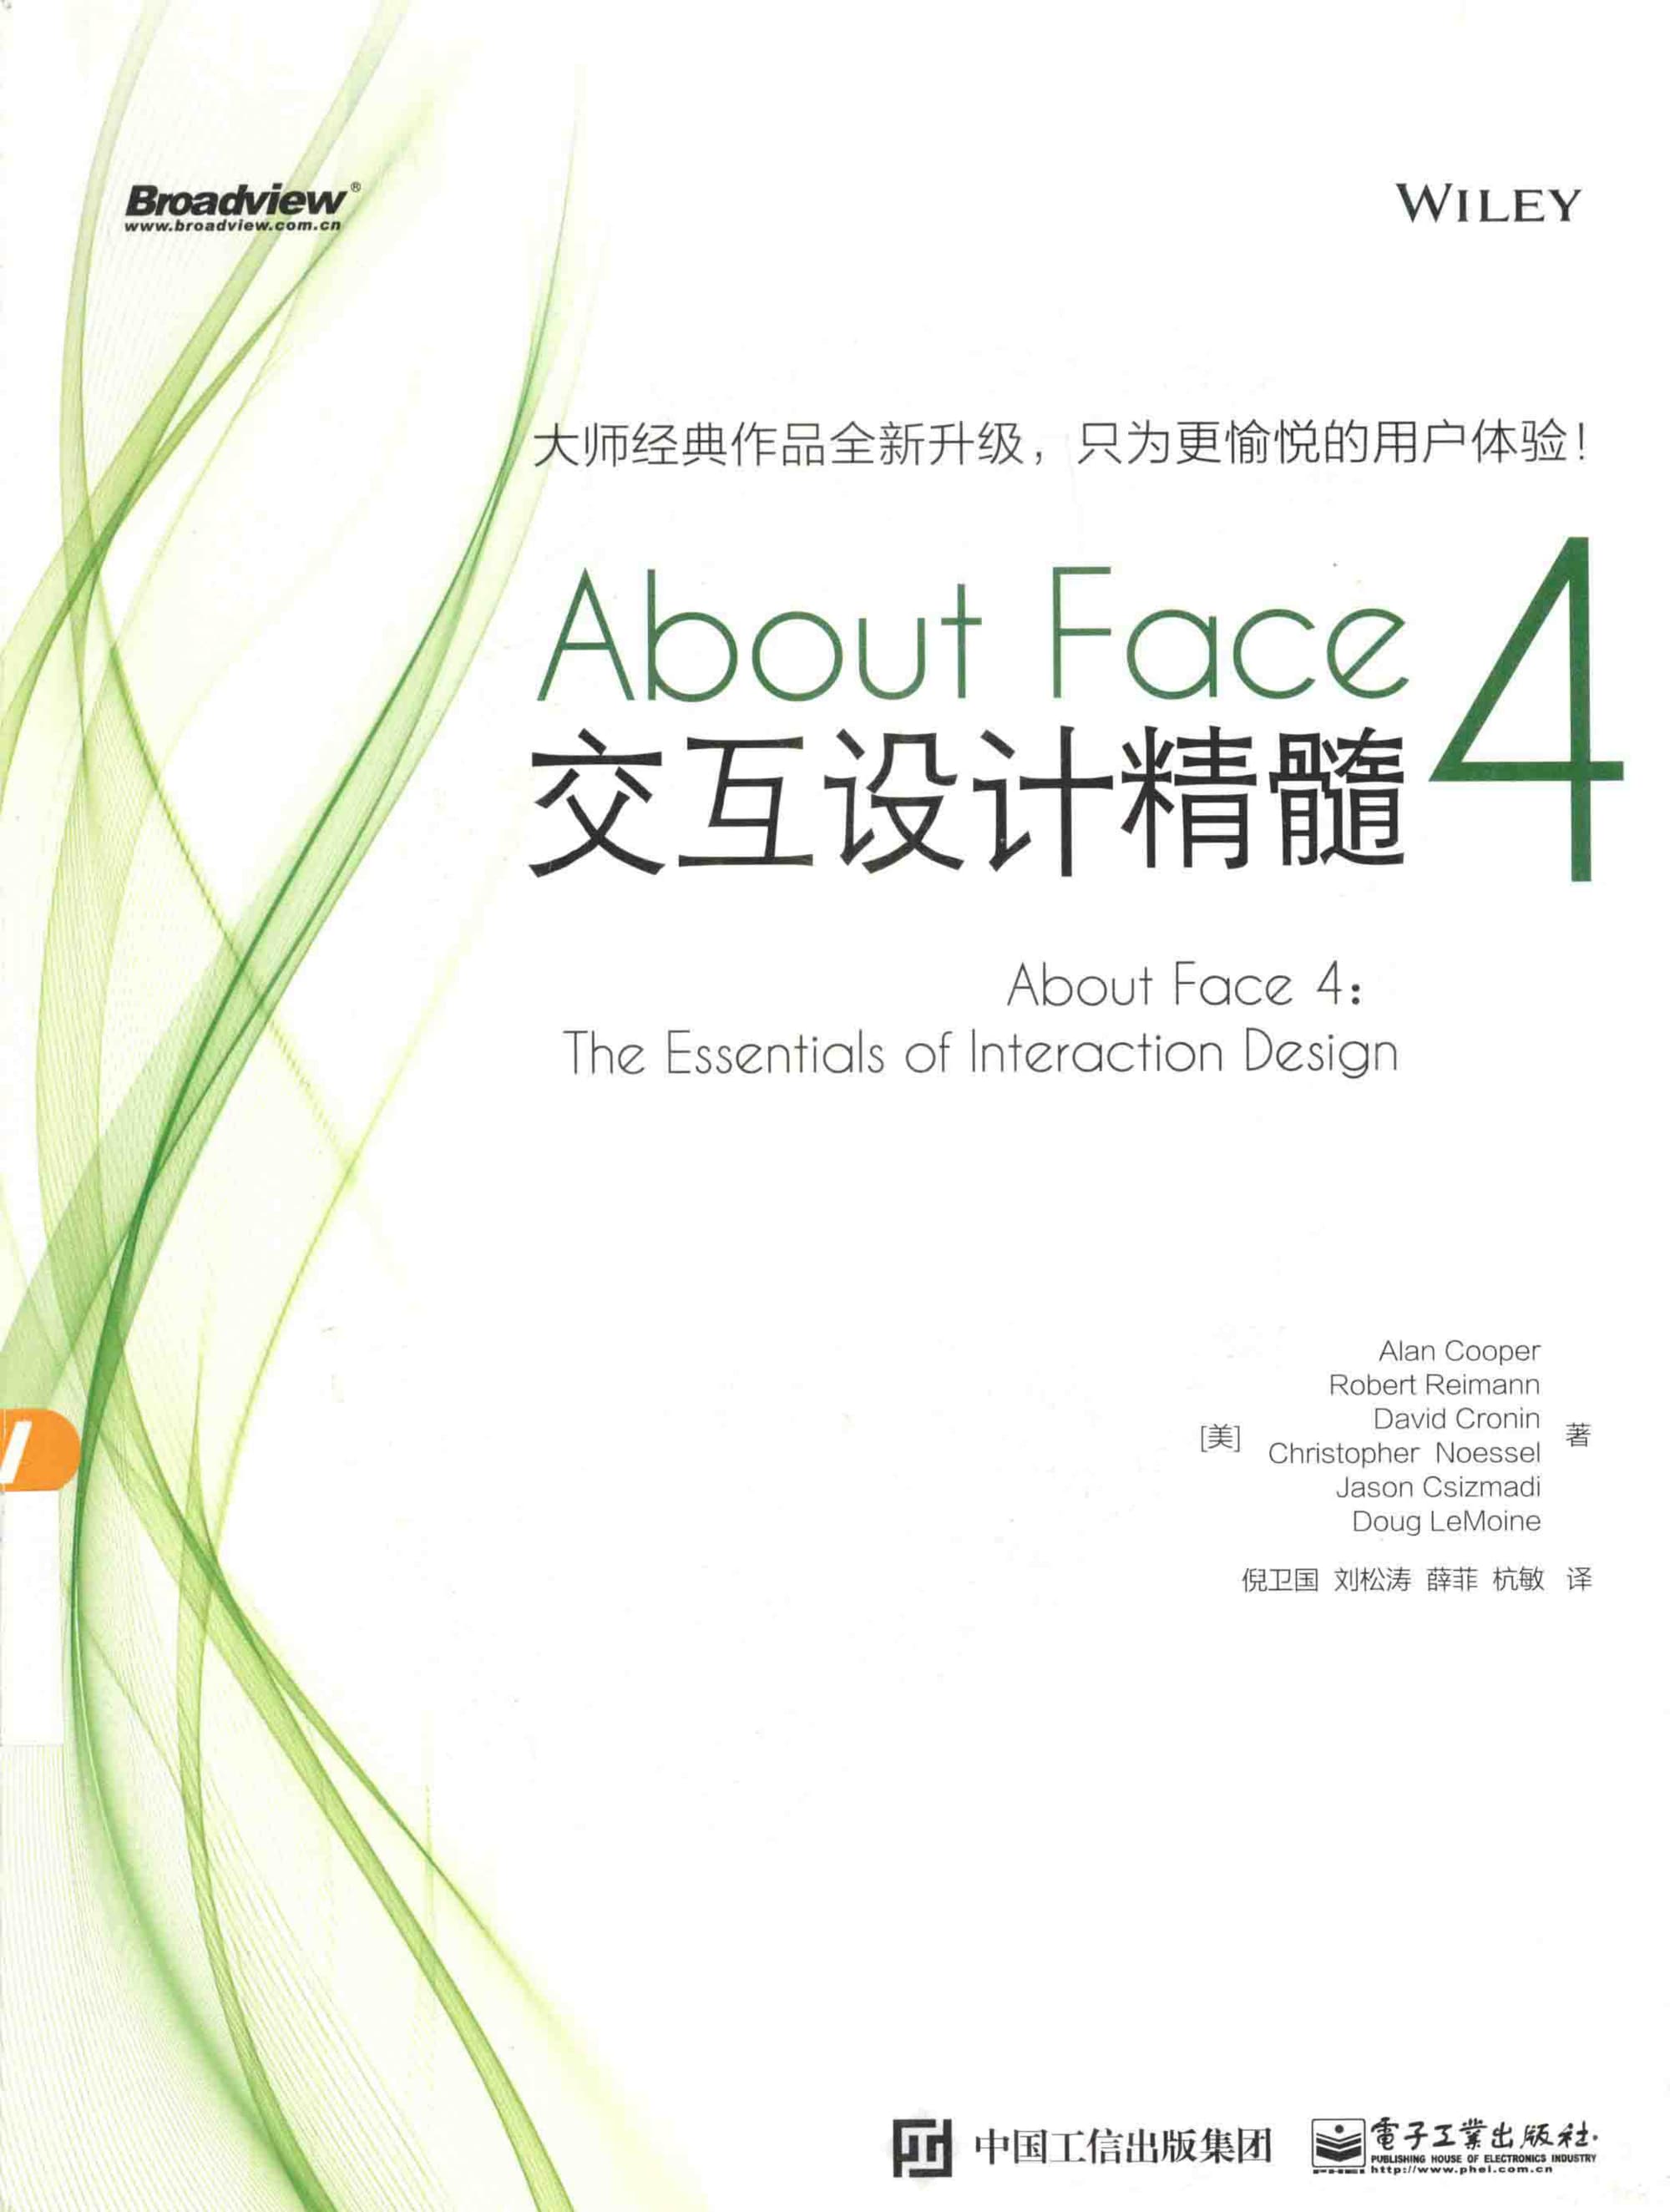 Broadview®
www.broadview.com.cn
WILEY
大师经典作品全新升级，只为更愉悦的用户体验！
About Face 4
交互设计精髓
About Face 4：
The Essentials of Interaction Design
Alan Cooper
Robert Reimann
David Cronin
[美] Christopher Noessel 著
Jason Csizmadi
Doug LeMoine
倪卫国 刘松涛 薛菲 杭敏 译
中国工信出版集团
電子工業出版社·
PUBLISHING HOUSE OF ELECTRONICS INDUSTRY
http://www.phei.com.cn